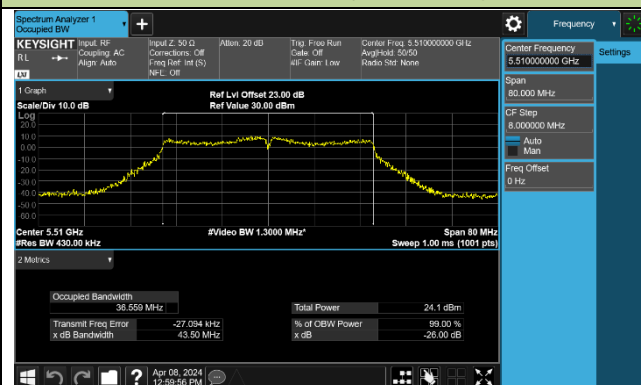 Spectrum Analyzer 1
Occupied BW
+
Frequency
KEYSIGHT Input: RF Input Z: 50 Ω Atten: 20 dB Trig: Free Run Center Freq: 5.510000000 GHz
RL Coupling: AC Corrections: Off Gate: Off Avg|Hold: 50/50
Align: Auto Freq Ref: Int (S) #IF Gain: Low Radio Std: None
LXI NFE: Off
Center Frequency
5.510000000 GHz
Settings
Span
80.000 MHz
CF Step
8.000000 MHz
Auto
Man
Freq Offset
0 Hz
1 Graph
Ref Lvl Offset 23.00 dB
Scale/Div 10.0 dB Ref Value 30.00 dBm
Log
20.0
10.0
0.00
-10.0
-20.0
-30.0
-40.0
-50.0
-60.0
Center 5.51 GHz #Video BW 1.3000 MHz* Span 80 MHz
#Res BW 430.00 kHz Sweep 1.00 ms (1001 pts)
2 Metrics
Occupied Bandwidth
36.559 MHz Total Power 24.1 dBm
Transmit Freq Error -27.094 kHz % of OBW Power 99.00 %
x dB Bandwidth 43.50 MHz x dB -26.00 dB
? Apr 08, 2024
12:59:56 PM